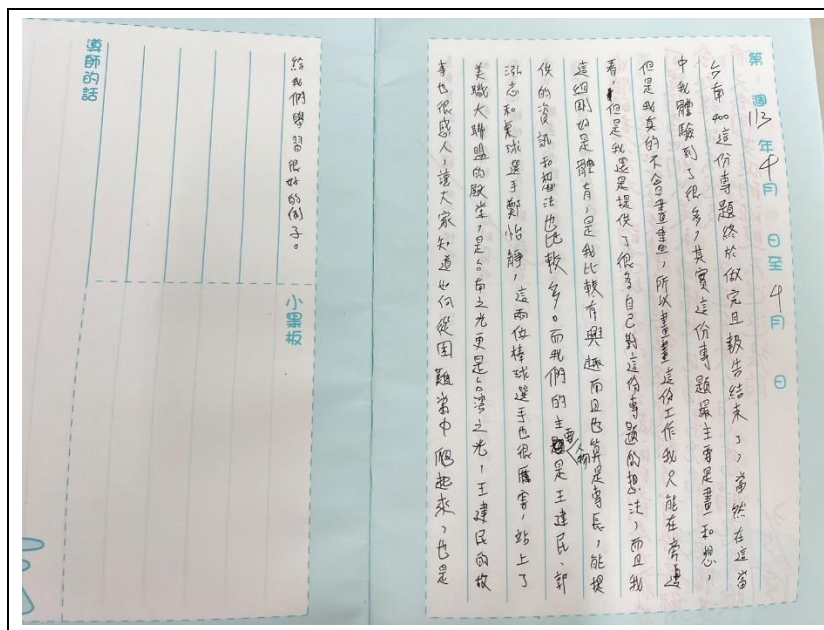 第 週 113 年 4 月 日至 4 月 日
台南400這份專題終於做完且報告結束了，當然在這當
中我體驗到了很多，其實這份專題最主要是畫和想，
但是我真的不會畫畫，所以畫畫這份工作我只能在旁邊
看，但是我還是提供了很多自己對這份專題的想法，而且我
這組剛好是體育，是我比較有興趣而且也算是專長，能提
供的資訊和想法也比較多。而我們的主要人物是王建民、郭
泓志和桌球選手鄭怡靜，這兩位棒球選手也很厲害，站上了
美職大聯盟的殿堂，是台南之光更是台灣之光，王建民的故
事也很感人，讓大家知道如何從困難當中爬起來，也是
給我們學習很好的例子。
小黑板
導師的話